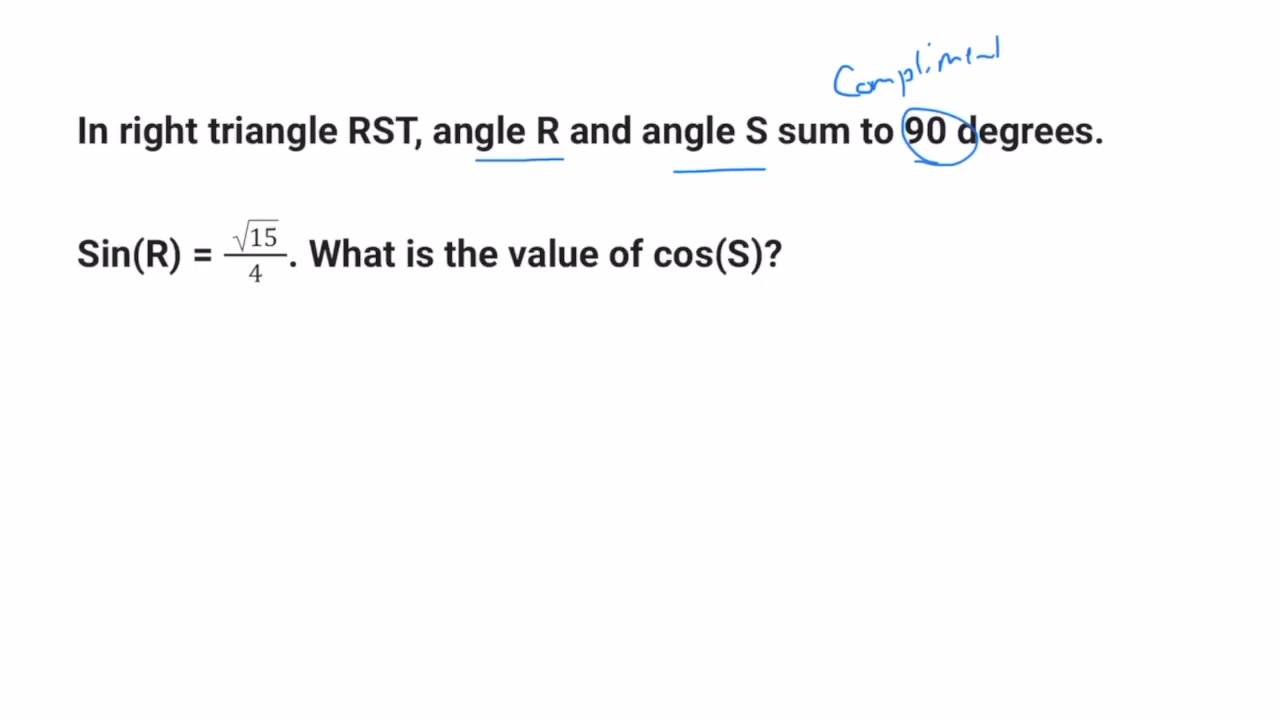 Compliment
In right triangle RST, angle R and angle S sum to 90 degrees.
Sin(R) = √15/4. What is the value of cos(S)?